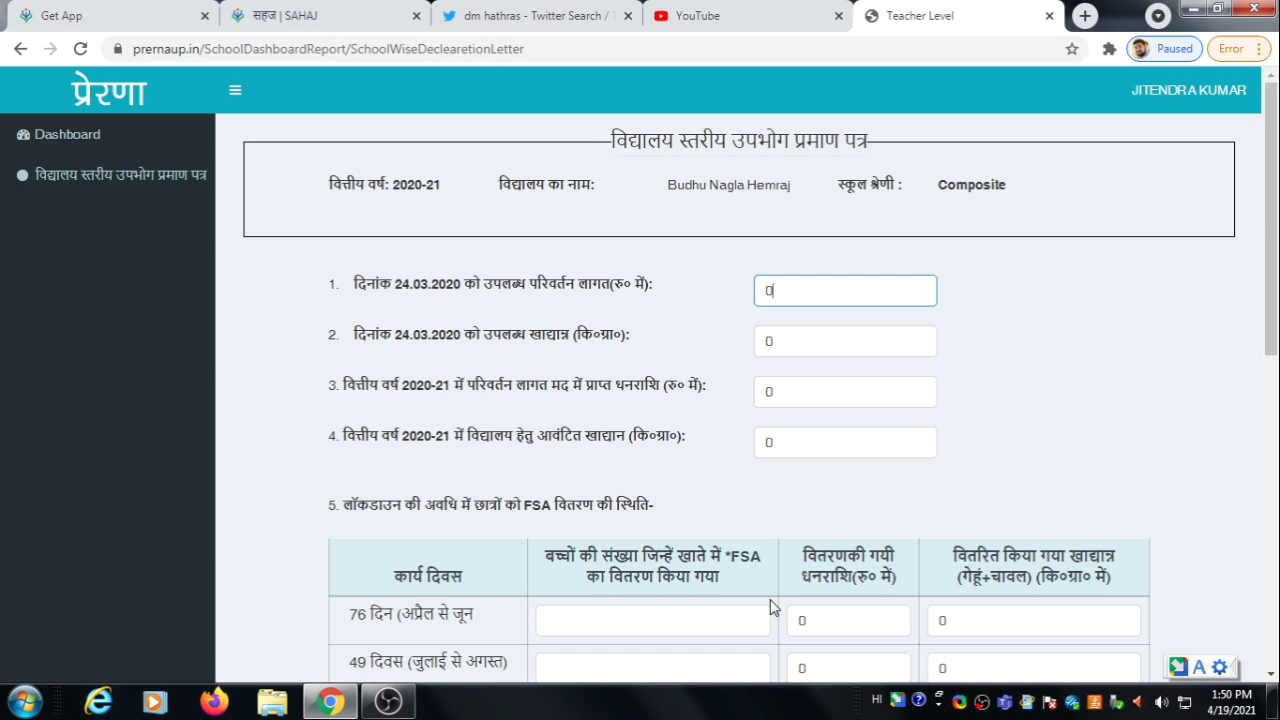 Get App
सहज | SAHAJ
dm hathras - Twitter Search /
YouTube
Teacher Level
prernaup.in/SchoolDashboardReport/SchoolWiseDeclearetionLetter
Paused
Error
प्रेरणा
JITENDRA KUMAR
Dashboard
विद्यालय स्तरीय उपभोग प्रमाण पत्र
विद्यालय स्तरीय उपभोग प्रमाण पत्र
वित्तीय वर्ष: 2020-21 विद्यालय का नाम: Budhu Nagla Hemraj स्कूल श्रेणी : Composite
1. दिनांक 24.03.2020 को उपलब्ध परिवर्तन लागत(रु० में): 0
2. दिनांक 24.03.2020 को उपलब्ध खाद्यान्न (कि०ग्रा०): 0
3. वित्तीय वर्ष 2020-21 में परिवर्तन लागत मद में प्राप्त धनराशि (रु० में): 0
4. वित्तीय वर्ष 2020-21 में विद्यालय हेतु आवंटित खाद्यान (कि०ग्रा०): 0
5. लॉकडाउन की अवधि में छात्रों को FSA वितरण की स्थिति-
कार्य दिवस
बच्चों की संख्या जिन्हें खाते में *FSA
का वितरण किया गया
वितरणकी गयी
धनराशि(रु० में)
वितरित किया गया खाद्यान्न
(गेहूं+चावल) (कि०ग्रा० में)
76 दिन (अप्रैल से जून 0 0
49 दिवस (जुलाई से अगस्त) 0 0
A
HI
1:50 PM
4/19/2021